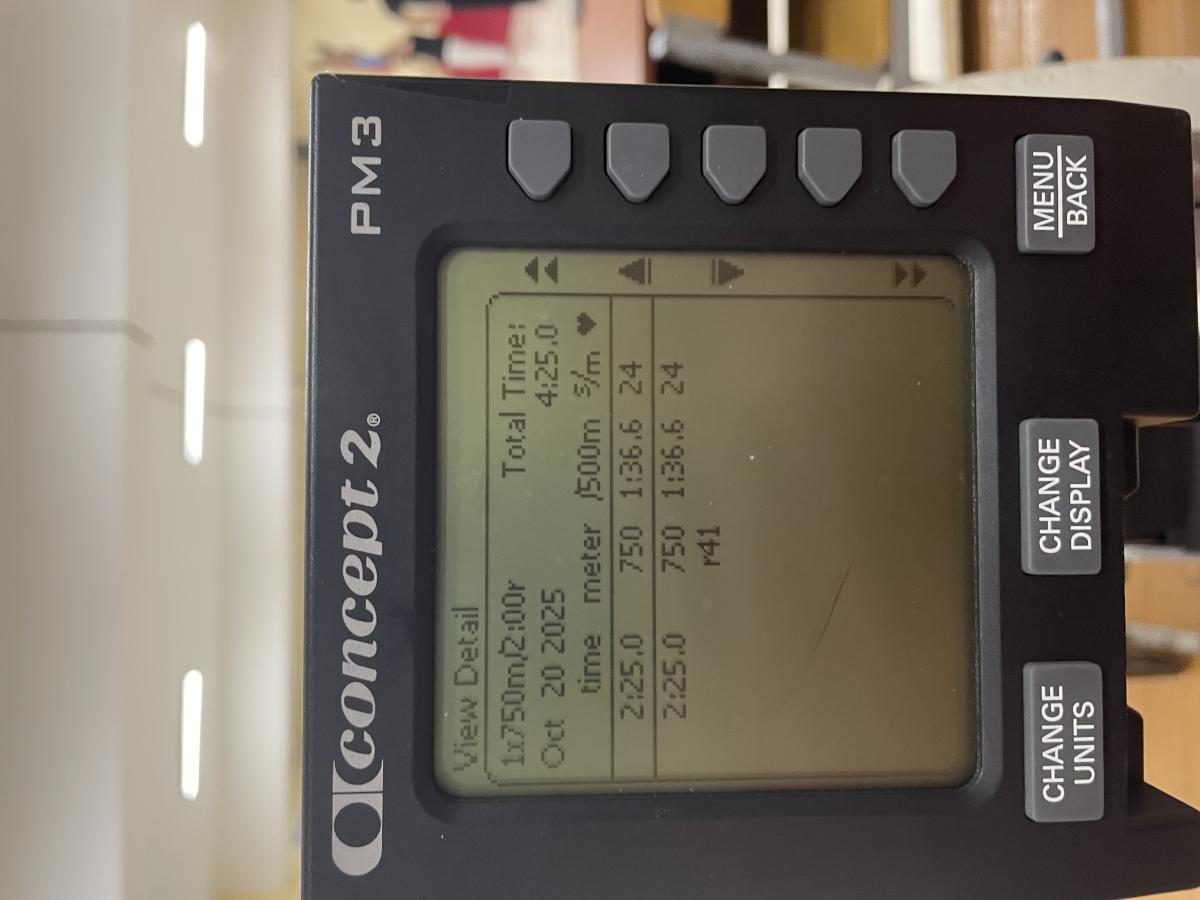 concept 2® PM3
View Detail
1x750m/2:00r Total Time:
Oct 20 2025 4:25.0
time meter /500m s/m ♥
2:25.0 750 1:36.6 24
2:25.0 750 1:36.6 24
r41
CHANGE UNITS
CHANGE DISPLAY
MENU BACK